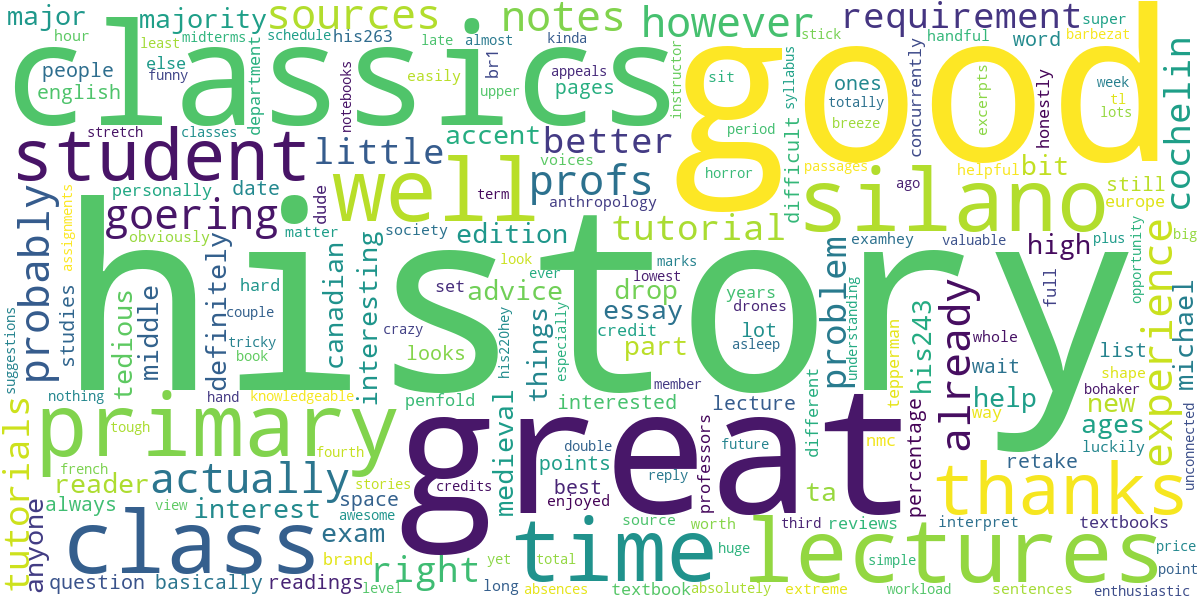 major
majority
sources
notes
however
requirement
super
hour
midterms
schedule
his263
late
almost
kinda
stick
handful
word
barbezat
classics
good
least
else
people
funny
english
department
notebooks
easily
br1
upper
appeals
pages
instructor
sit
syllabus
ones
totally
breeze
concurrently
excerpts
honestly
week
tl
lots
cochelin
stretch
classes
student
little
accent
better
voices
period
difficult
passages
helpful
bit
personally
date
dude
well
term
profs
anthropology
horror
silano
ago
still
europe
probably
assignments
goering
obviously
matter
society
edition
tutorial
problem
examhey
valuable
high
plus
big
experience
opportunity
history
studies
tedious
middle
definitely
hard
couple
tricky
book
canadian
interesting
look
ever
set
advice
crazy
looks
his220hey
especially
things
drop
marks
lowest
essay
credit
lot
part
years
drones
asleep
understanding
his243
already
full
whole
wait
list
shape
michael
suggestions
nothing
hand
knowledgeable
penfold
medieval
interested
member
lecture
different
tepperman
percentage
way
help
new
bohaker
ages
luckily
unconnected
primary
great
tough
fourth
french
reader
actually
stories
credits
double
points
best
enjoyed
reply
future
professors
nmc
retake
thanks
tutorials
anyone
always
view
interest
space
awesome
class
exam
brand
right
time
source
worth
huge
ta
third
reviews
lectures
interpret
textbooks
price
point
question
basically
readings
level
yet
long
total
absences
textbook
absolutely
extreme
simple
workload
sentences
enthusiastic